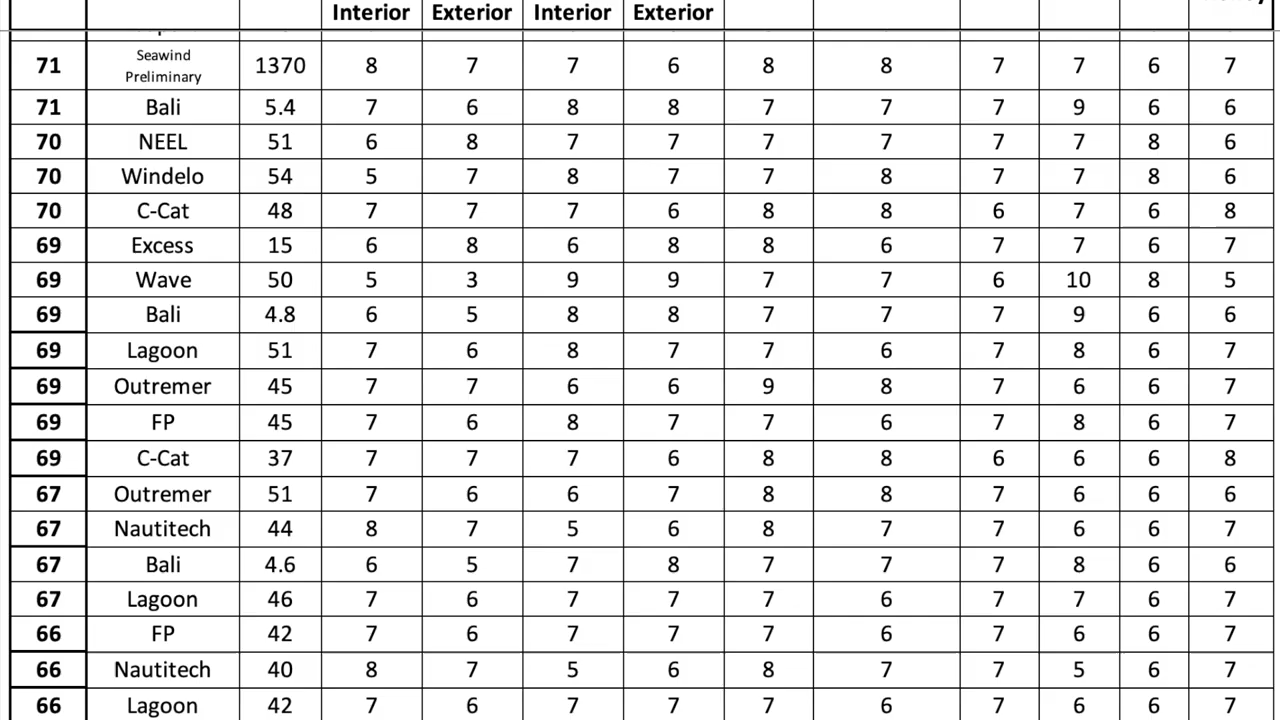 Interior Exterior Interior Exterior
71 Seawind Preliminary 1370 8 7 7 6 8 8 7 7 6 7
71 Bali 5.4 7 6 8 8 7 7 7 9 6 6
70 NEEL 51 6 8 7 7 7 7 7 7 8 6
70 Windelo 54 5 7 8 7 7 8 7 7 8 6
70 C-Cat 48 7 7 7 6 8 8 6 7 6 8
69 Excess 15 6 8 6 8 8 6 7 7 6 7
69 Wave 50 5 3 9 9 7 7 6 10 8 5
69 Bali 4.8 6 5 8 8 7 7 7 9 6 6
69 Lagoon 51 7 6 8 7 7 6 7 8 6 7
69 Outremer 45 7 7 6 6 9 8 7 6 6 7
69 FP 45 7 6 8 7 7 6 7 8 6 7
69 C-Cat 37 7 7 7 6 8 8 6 6 6 8
67 Outremer 51 7 6 6 7 8 8 7 6 6 6
67 Nautitech 44 8 7 5 6 8 7 7 6 6 7
67 Bali 4.6 6 5 7 8 7 7 7 8 6 6
67 Lagoon 46 7 6 7 7 7 6 7 7 6 7
66 FP 42 7 6 7 7 7 6 7 6 6 7
66 Nautitech 40 8 7 5 6 8 7 7 5 6 7
66 Lagoon 42 7 6 7 7 7 6 7 6 6 7